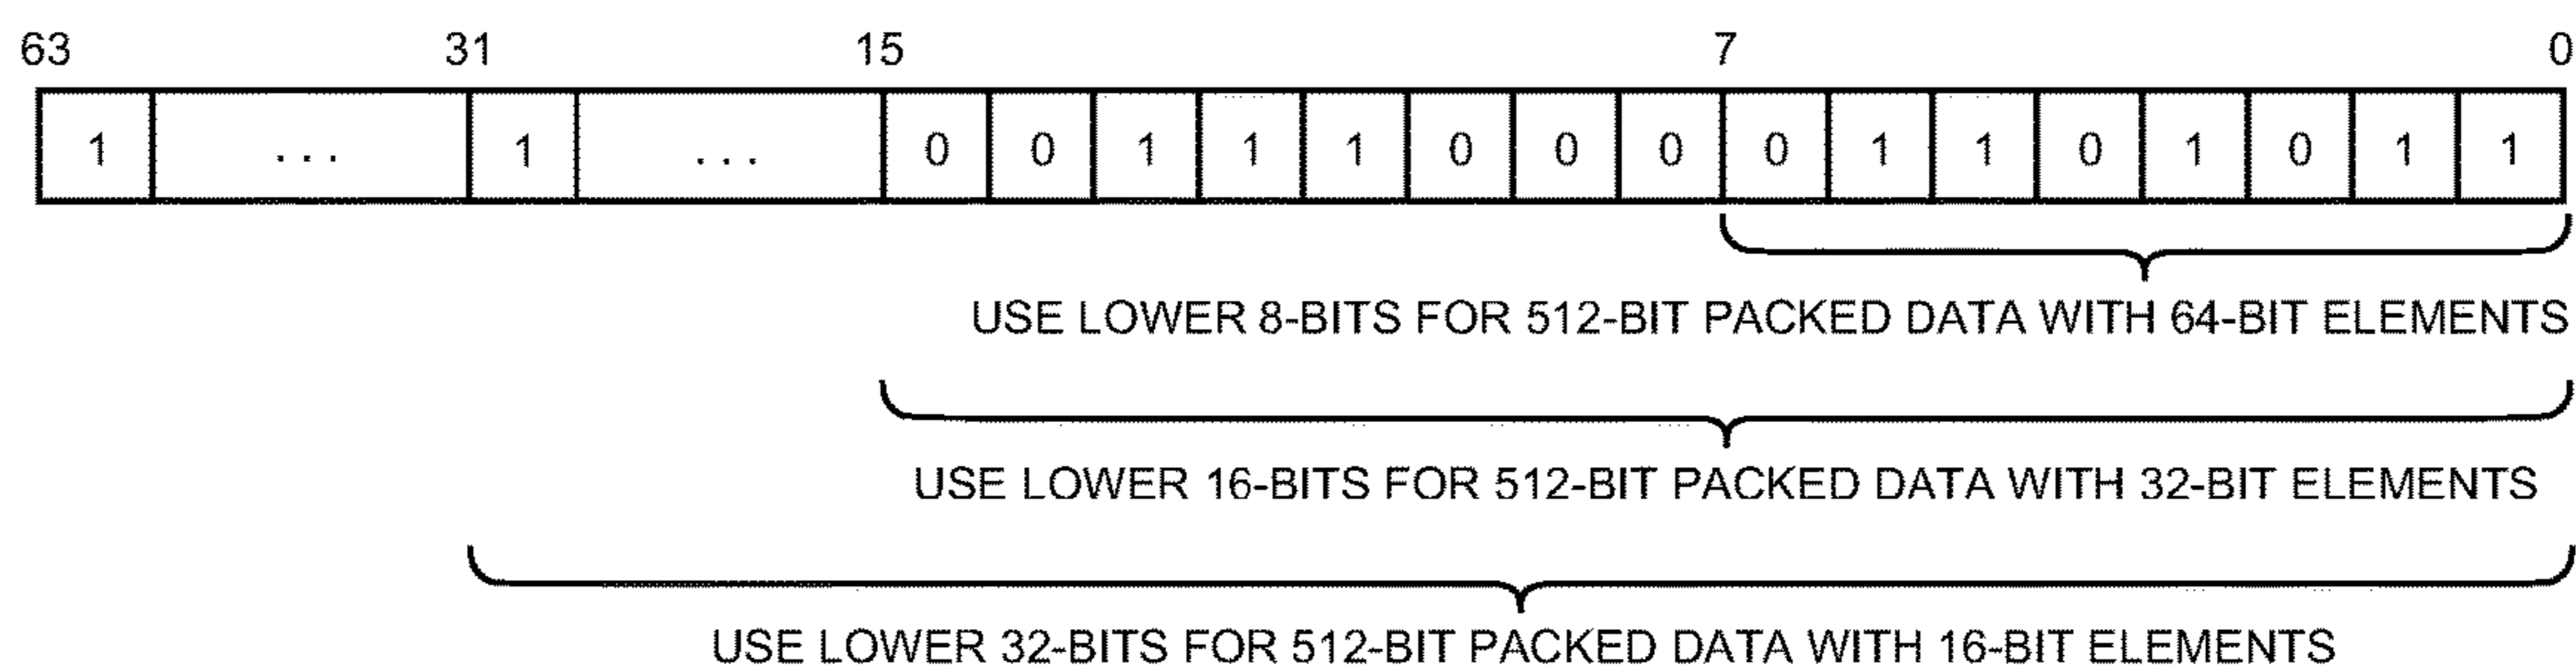 63 31 15 7 0
1 ... 1 ... 0 0 1 1 1 0 0 0 0 1 1 0 1 0 1 1
USE LOWER 8-BITS FOR 512-BIT PACKED DATA WITH 64-BIT ELEMENTS
USE LOWER 16-BITS FOR 512-BIT PACKED DATA WITH 32-BIT ELEMENTS
USE LOWER 32-BITS FOR 512-BIT PACKED DATA WITH 16-BIT ELEMENTS